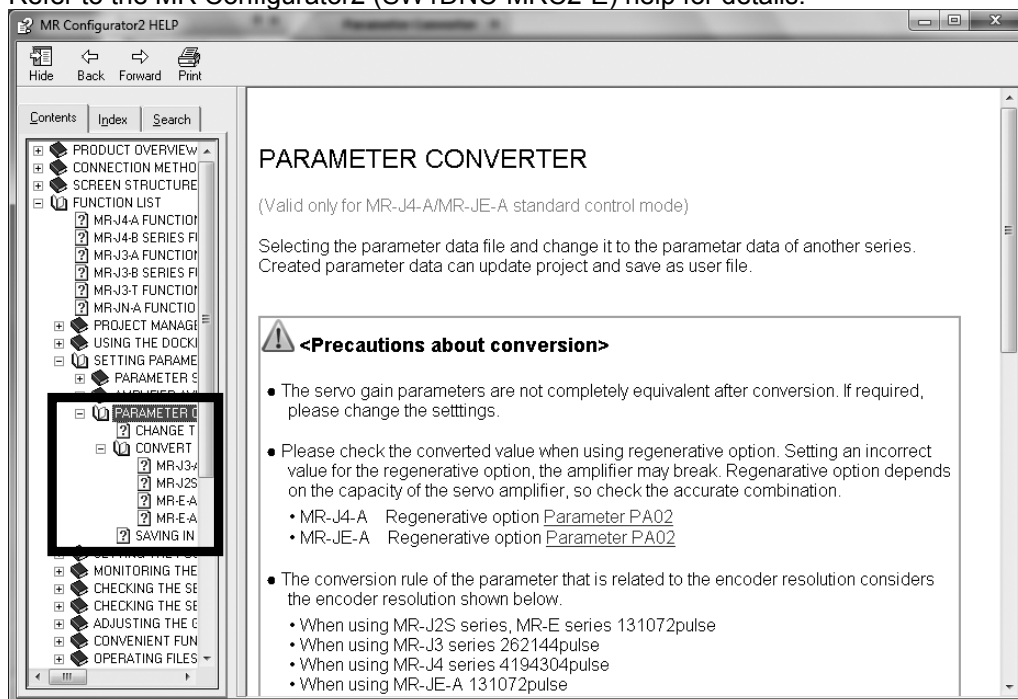 Refer to the MR Configurator2 (SW1DNC-MRC2-E) help for details.
MR Configurator2 HELP
Hide Back Forward Print
Contents Index Search
PRODUCT OVERVIEW
CONNECTION METHO
SCREEN STRUCTURE
FUNCTION LIST
MR-J4-A FUNCTION
MR-J4-B SERIES FU
MR-J3-A FUNCTION
MR-J3-B SERIES FU
MR-J3-T FUNCTION
MR-JN-A FUNCTIO
PROJECT MANAGE
USING THE DOCKI
SETTING PARAME
PARAMETER S
PARAMETER C
CHANGE T
CONVERT
MR-J3-A
MR-J2S
MR-E-A
MR-E-A
SAVING IN
MONITORING THE
CHECKING THE SE
CHECKING THE SE
ADJUSTING THE G
CONVENIENT FUN
OPERATING FILES
PARAMETER CONVERTER
(Valid only for MR-J4-A/MR-JE-A standard control mode)
Selecting the parameter data file and change it to the parametar data of another series.
Created parameter data can update project and save as user file.
<Precautions about conversion>
• The servo gain parameters are not completely equivalent after conversion. If required,
please change the setttings.
• Please check the converted value when using regenerative option. Setting an incorrect
value for the regenerative option, the amplifier may break. Regenarative option depends
on the capacity of the servo amplifier, so check the accurate combination.
• MR-J4-A Regenerative option Parameter PA02
• MR-JE-A Regenerative option Parameter PA02
• The conversion rule of the parameter that is related to the encoder resolution considers
the encoder resolution shown below.
• When using MR-J2S series, MR-E series 131072pulse
• When using MR-J3 series 262144pulse
• When using MR-J4 series 4194304pulse
• When using MR-JE-A 131072pulse